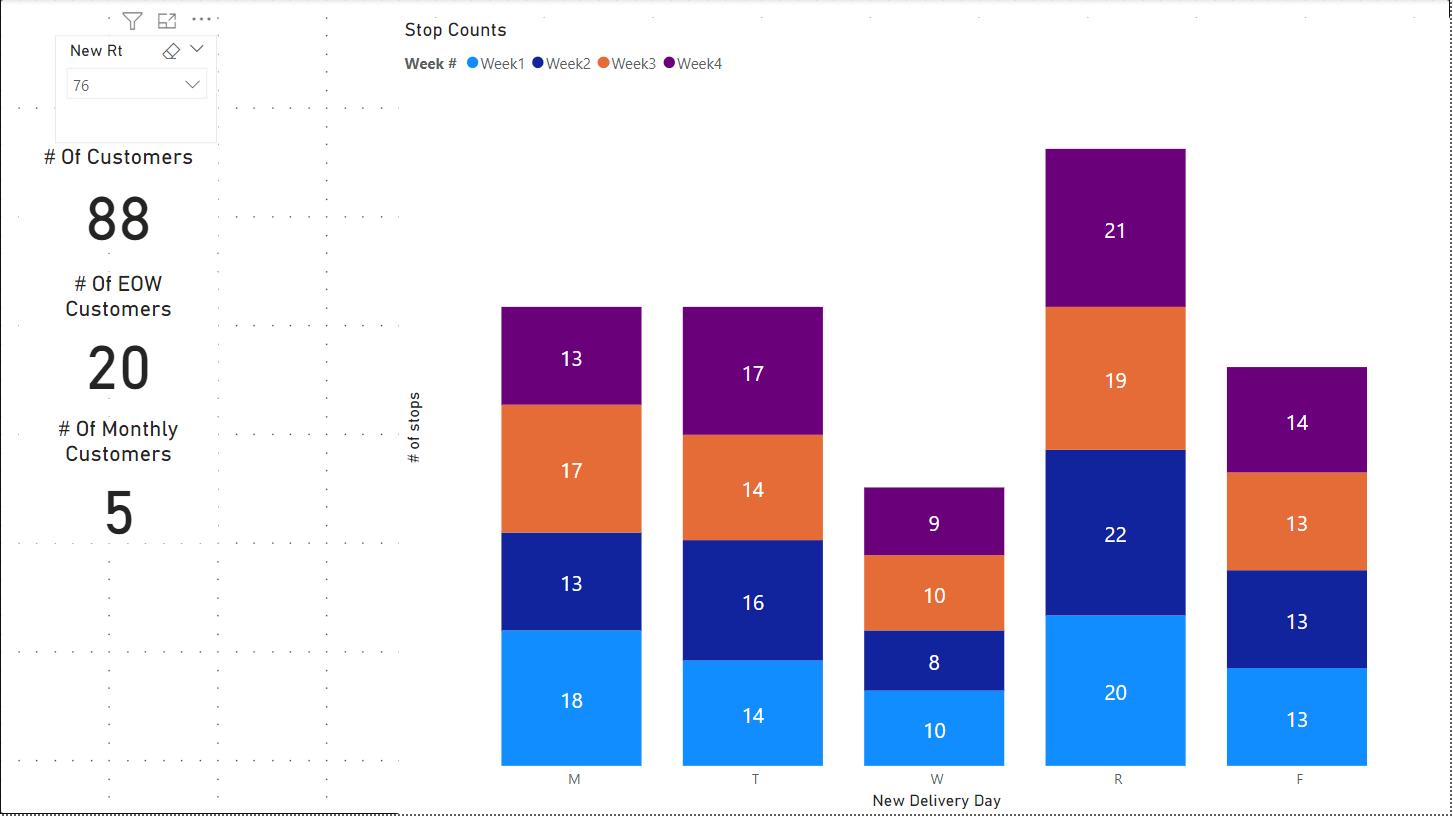 New Rt
76
# Of Customers
88
# Of EOW
Customers
20
# Of Monthly
Customers
5
Stop Counts
Week # Week1 Week2 Week3 Week4
# of stops
13
17
13
18
17
14
16
14
9
10
8
10
21
19
22
20
14
13
13
13
M T W R F
New Delivery Day